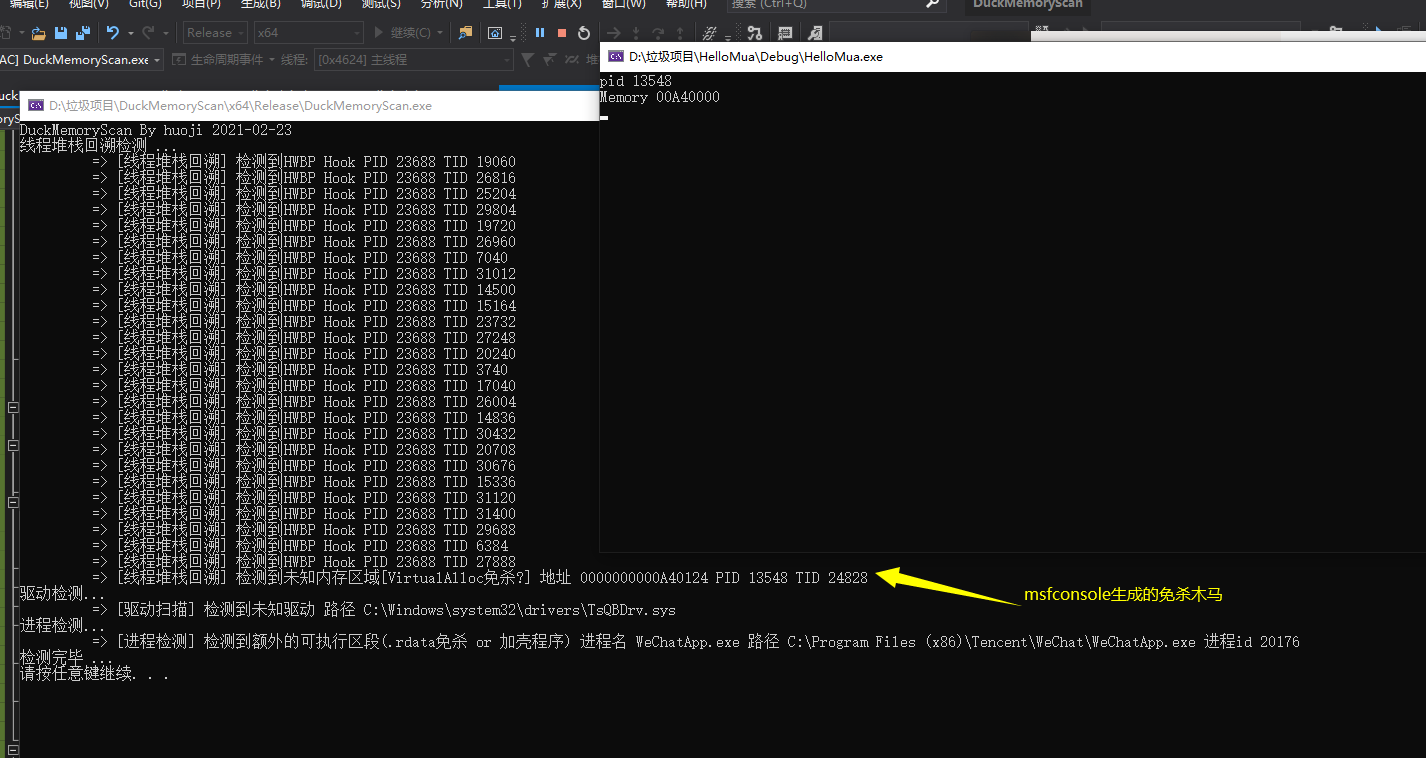 编辑(E) 视图(V) Git(G) 项目(P) 生成(B) 调试(D) 测试(S) 分析(N) 工具(T) 扩展(X) 窗口(W) 帮助(H) 搜索 (Ctrl+Q) DuckMemoryScan
Release x64 继续(C)
AC] DuckMemoryScan.exe 生命周期事件 线程: [0x4624] 主线程
D:\垃圾项目\HelloMua\Debug\HelloMua.exe
pid 13548
Memory 00A40000
D:\垃圾项目\DuckMemoryScan\x64\Release\DuckMemoryScan.exe
DuckMemoryScan By huoji 2021-02-23
线程堆栈回溯检测 ...
=> [线程堆栈回溯] 检测到HWBP Hook PID 23688 TID 19060
=> [线程堆栈回溯] 检测到HWBP Hook PID 23688 TID 26816
=> [线程堆栈回溯] 检测到HWBP Hook PID 23688 TID 25204
=> [线程堆栈回溯] 检测到HWBP Hook PID 23688 TID 29804
=> [线程堆栈回溯] 检测到HWBP Hook PID 23688 TID 19720
=> [线程堆栈回溯] 检测到HWBP Hook PID 23688 TID 26960
=> [线程堆栈回溯] 检测到HWBP Hook PID 23688 TID 7040
=> [线程堆栈回溯] 检测到HWBP Hook PID 23688 TID 31012
=> [线程堆栈回溯] 检测到HWBP Hook PID 23688 TID 14500
=> [线程堆栈回溯] 检测到HWBP Hook PID 23688 TID 15164
=> [线程堆栈回溯] 检测到HWBP Hook PID 23688 TID 23732
=> [线程堆栈回溯] 检测到HWBP Hook PID 23688 TID 27248
=> [线程堆栈回溯] 检测到HWBP Hook PID 23688 TID 20240
=> [线程堆栈回溯] 检测到HWBP Hook PID 23688 TID 3740
=> [线程堆栈回溯] 检测到HWBP Hook PID 23688 TID 17040
=> [线程堆栈回溯] 检测到HWBP Hook PID 23688 TID 26004
=> [线程堆栈回溯] 检测到HWBP Hook PID 23688 TID 14836
=> [线程堆栈回溯] 检测到HWBP Hook PID 23688 TID 30432
=> [线程堆栈回溯] 检测到HWBP Hook PID 23688 TID 20708
=> [线程堆栈回溯] 检测到HWBP Hook PID 23688 TID 30676
=> [线程堆栈回溯] 检测到HWBP Hook PID 23688 TID 15336
=> [线程堆栈回溯] 检测到HWBP Hook PID 23688 TID 31120
=> [线程堆栈回溯] 检测到HWBP Hook PID 23688 TID 31400
=> [线程堆栈回溯] 检测到HWBP Hook PID 23688 TID 29688
=> [线程堆栈回溯] 检测到HWBP Hook PID 23688 TID 6384
=> [线程堆栈回溯] 检测到HWBP Hook PID 23688 TID 27888
=> [线程堆栈回溯] 检测到未知内存区域[VirtualAlloc免杀?] 地址 0000000000A40124 PID 13548 TID 24828
msfconsole生成的免杀木马
驱动检测...
=> [驱动扫描] 检测到未知驱动 路径 C:\Windows\system32\drivers\TsQBDrv.sys
进程检测...
=> [进程检测] 检测到额外的可执行区段(.rdata免杀 or 加壳程序) 进程名 WeChatApp.exe 路径 C:\Program Files (x86)\Tencent\WeChat\WeChatApp.exe 进程id 20176
检测完毕 ...
请按任意键继续. . .